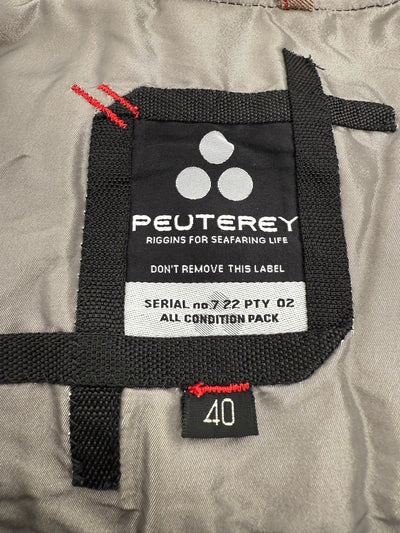 PEUTEREY
RIGGINS FOR SEAFARING LIFE
DON'T REMOVE THIS LABEL
SERIAL no.7 22 PTY 02
ALL CONDITION PACK
40